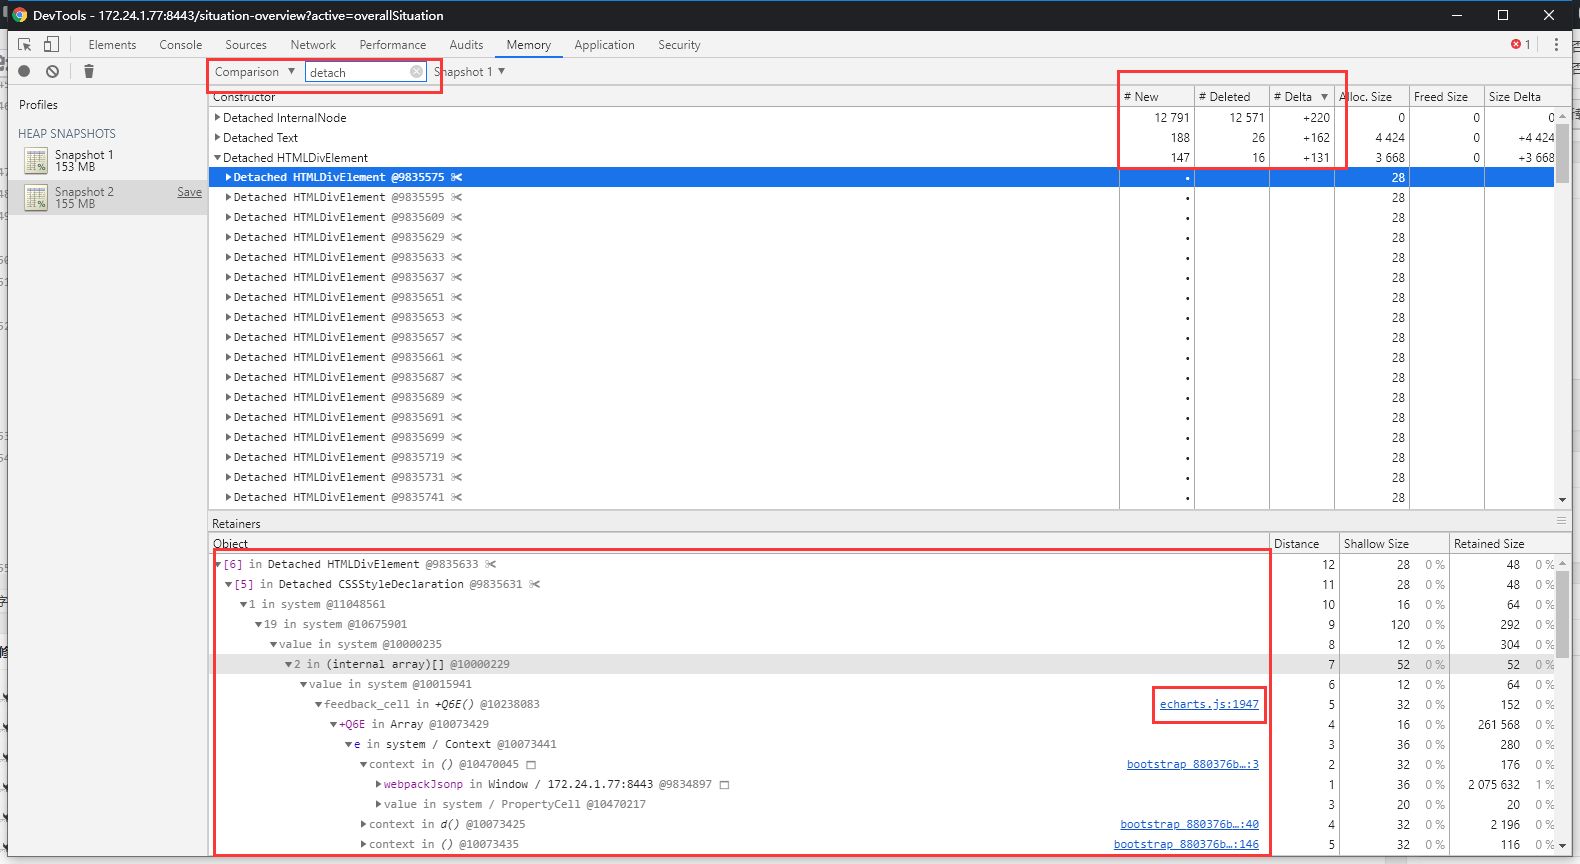 DevTools - 172.24.1.77:8443/situation-overview?active=overallSituation
Elements Console Sources Network Performance Audits Memory Application Security 1
Comparison ▼ detach Snapshot 1 ▼
Profiles
HEAP SNAPSHOTS
Snapshot 1
153 MB
Snapshot 2 Save
155 MB
Constructor # New # Deleted # Delta ▼ Alloc. Size Freed Size Size Delta
Detached InternalNode 12 791 12 571 +220 0 0 0
Detached Text 188 26 +162 4 424 0 +4 424
Detached HTMLDivElement 147 16 +131 3 668 0 +3 668
Detached HTMLDivElement @9835575 • 28
Detached HTMLDivElement @9835595 • 28
Detached HTMLDivElement @9835609 • 28
Detached HTMLDivElement @9835629 • 28
Detached HTMLDivElement @9835633 • 28
Detached HTMLDivElement @9835637 • 28
Detached HTMLDivElement @9835651 • 28
Detached HTMLDivElement @9835653 • 28
Detached HTMLDivElement @9835657 • 28
Detached HTMLDivElement @9835661 • 28
Detached HTMLDivElement @9835687 • 28
Detached HTMLDivElement @9835689 • 28
Detached HTMLDivElement @9835691 • 28
Detached HTMLDivElement @9835699 • 28
Detached HTMLDivElement @9835719 • 28
Detached HTMLDivElement @9835731 • 28
Detached HTMLDivElement @9835741 • 28
Retainers
Object Distance Shallow Size Retained Size
[6] in Detached HTMLDivElement @9835633 12 28 0 % 48 0 %
[5] in Detached CSSStyleDeclaration @9835631 11 28 0 % 48 0 %
1 in system @11048561 10 16 0 % 64 0 %
19 in system @10675901 9 120 0 % 292 0 %
value in system @10000235 8 12 0 % 304 0 %
2 in (internal array)[] @10000229 7 52 0 % 52 0 %
value in system @10015941 6 12 0 % 64 0 %
feedback_cell in +Q6E() @10238083 echarts.js:1947 5 32 0 % 152 0 %
+Q6E in Array @10073429 4 16 0 % 261 568 0 %
e in system / Context @10073441 3 36 0 % 280 0 %
context in () @10470045 bootstrap 880376b…:3 2 32 0 % 176 0 %
webpackJsonp in Window / 172.24.1.77:8443 @9834897 1 36 0 % 2 075 632 1 %
value in system / PropertyCell @10470217 3 20 0 % 20 0 %
context in d() @10073425 bootstrap 880376b…:40 4 32 0 % 2 196 0 %
context in () @10073435 bootstrap 880376b…:146 5 32 0 % 116 0 %